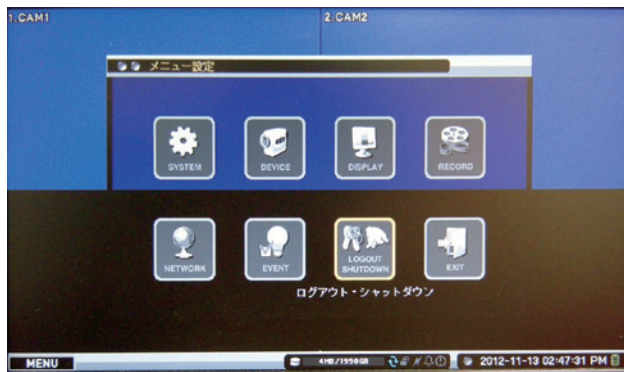 1.CAM1
2.CAM2
メニュー設定
SYSTEM
DEVICE
DISPLAY
RECORD
NETWORK
EVENT
LOGOUT
SHUTDOWN
EXIT
ログアウト・シャットダウン
MENU
4MB/1990GB
2012-11-13 02:47:31 PM